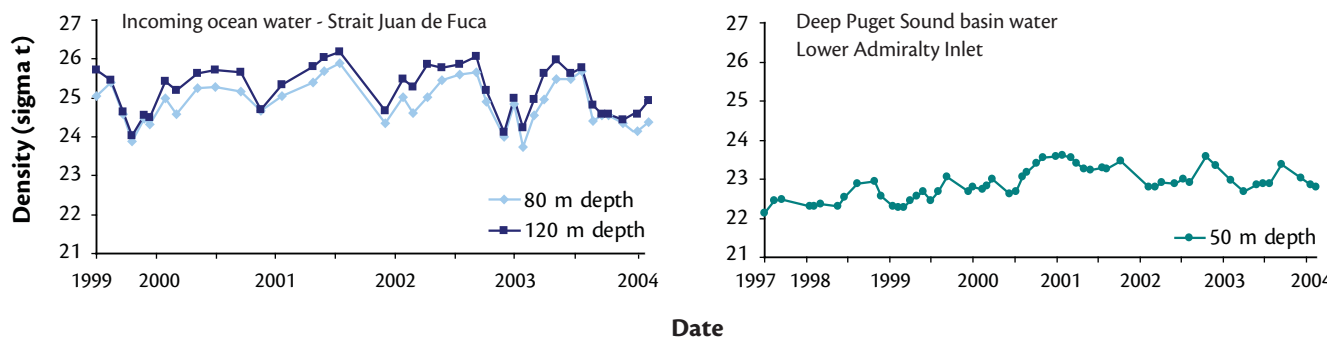 Incoming ocean water - Strait Juan de Fuca
Density (sigma t)
27
26
25
24
23
22
21
80 m depth
120 m depth
1999 2000 2001 2002 2003 2004
Deep Puget Sound basin water
Lower Admiralty Inlet
27
26
25
24
23
22
21
50 m depth
1997 1998 1999 2000 2001 2002 2003 2004
Date